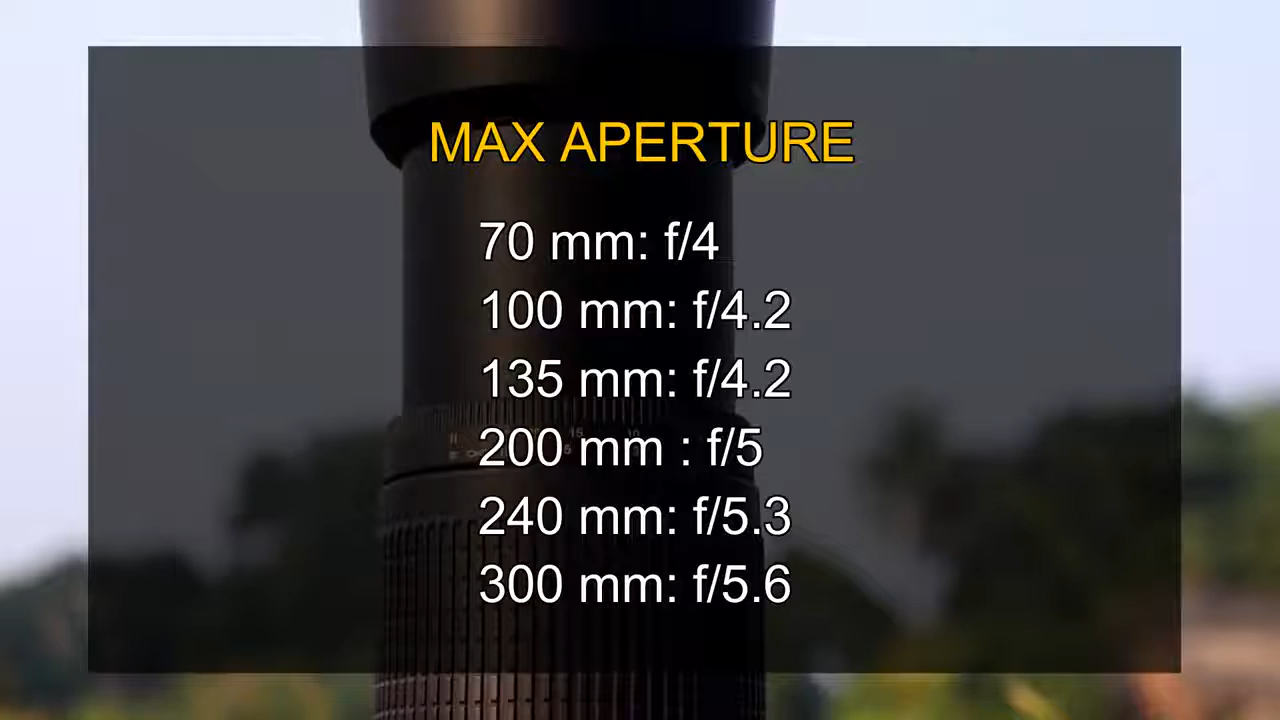 MAX APERTURE
70 mm: f/4
100 mm: f/4.2
135 mm: f/4.2
200 mm : f/5
240 mm: f/5.3
300 mm: f/5.6